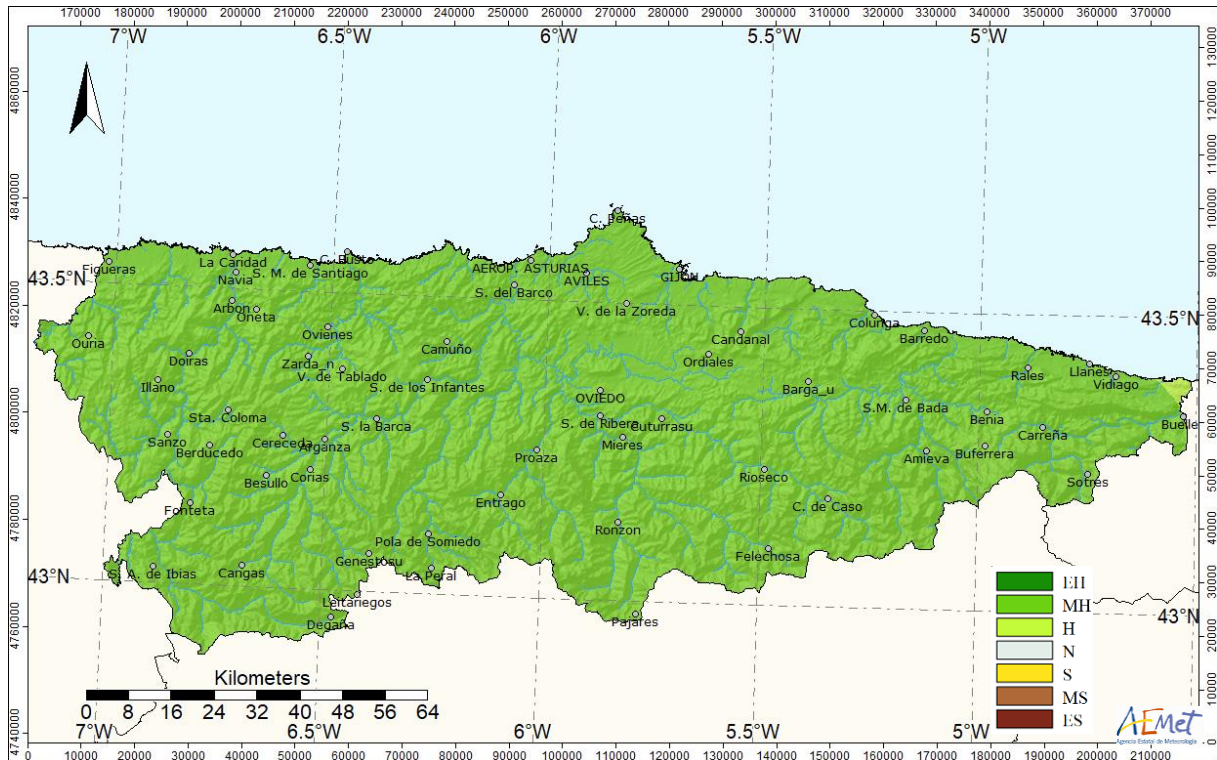 170000 180000 190000 200000 210000 220000 230000 240000 250000 260000 270000 280000 290000 300000 310000 320000 330000 340000 350000 360000 370000
7°W 6.5°W 6°W 5.5°W 5°W
4860000
4840000
4820000
4800000
4780000
4760000
4740000
130000
120000
110000
100000
90000
80000
70000
60000
50000
40000
30000
20000
10000
0
C. Peñas
La Caridad
Figueras
Navia
S. M. de Santiago
AEROP. ASTURIAS
AVILES
43.5°N
S. del Barco
V. de la Zoreda
Arbon
Oneta
Colunga
43.5°N
Ovienes
Candanal
Barredo
Ouria
Camuño
Doiras
Zarda_n
Ordiales
V. de Tablado
Llanes
Rales
Vidiago
Illano
S. de los Infantes
Barga_u
OVIEDO
Sta. Coloma
S.M. de Bada
S. la Barca
S. de Ribera
Cuturrasu
Benia
Buelle
Sanzo
Cereceda
Arganza
Mieres
Carreña
Berducedo
Proaza
Amieva
Buferrera
Besullo
Corias
Rioseco
Sotres
Fonteta
Entrago
C. de Caso
Ronzon
Pola de Somiedo
Genestosu
Felechosa
43°N
S. A. de Ibias
Cangas
La Peral
Leitariegos
Degaña
Pajares
43°N
EH
MH
H
N
S
MS
ES
Kilometers
0 8 16 24 32 40 48 56 64
AEMet
Agencia Estatal de Meteorología
7°W 6.5°W 6°W 5.5°W 5°W
0 10000 20000 30000 40000 50000 60000 70000 80000 90000 100000 110000 120000 130000 140000 150000 160000 170000 180000 190000 200000 210000